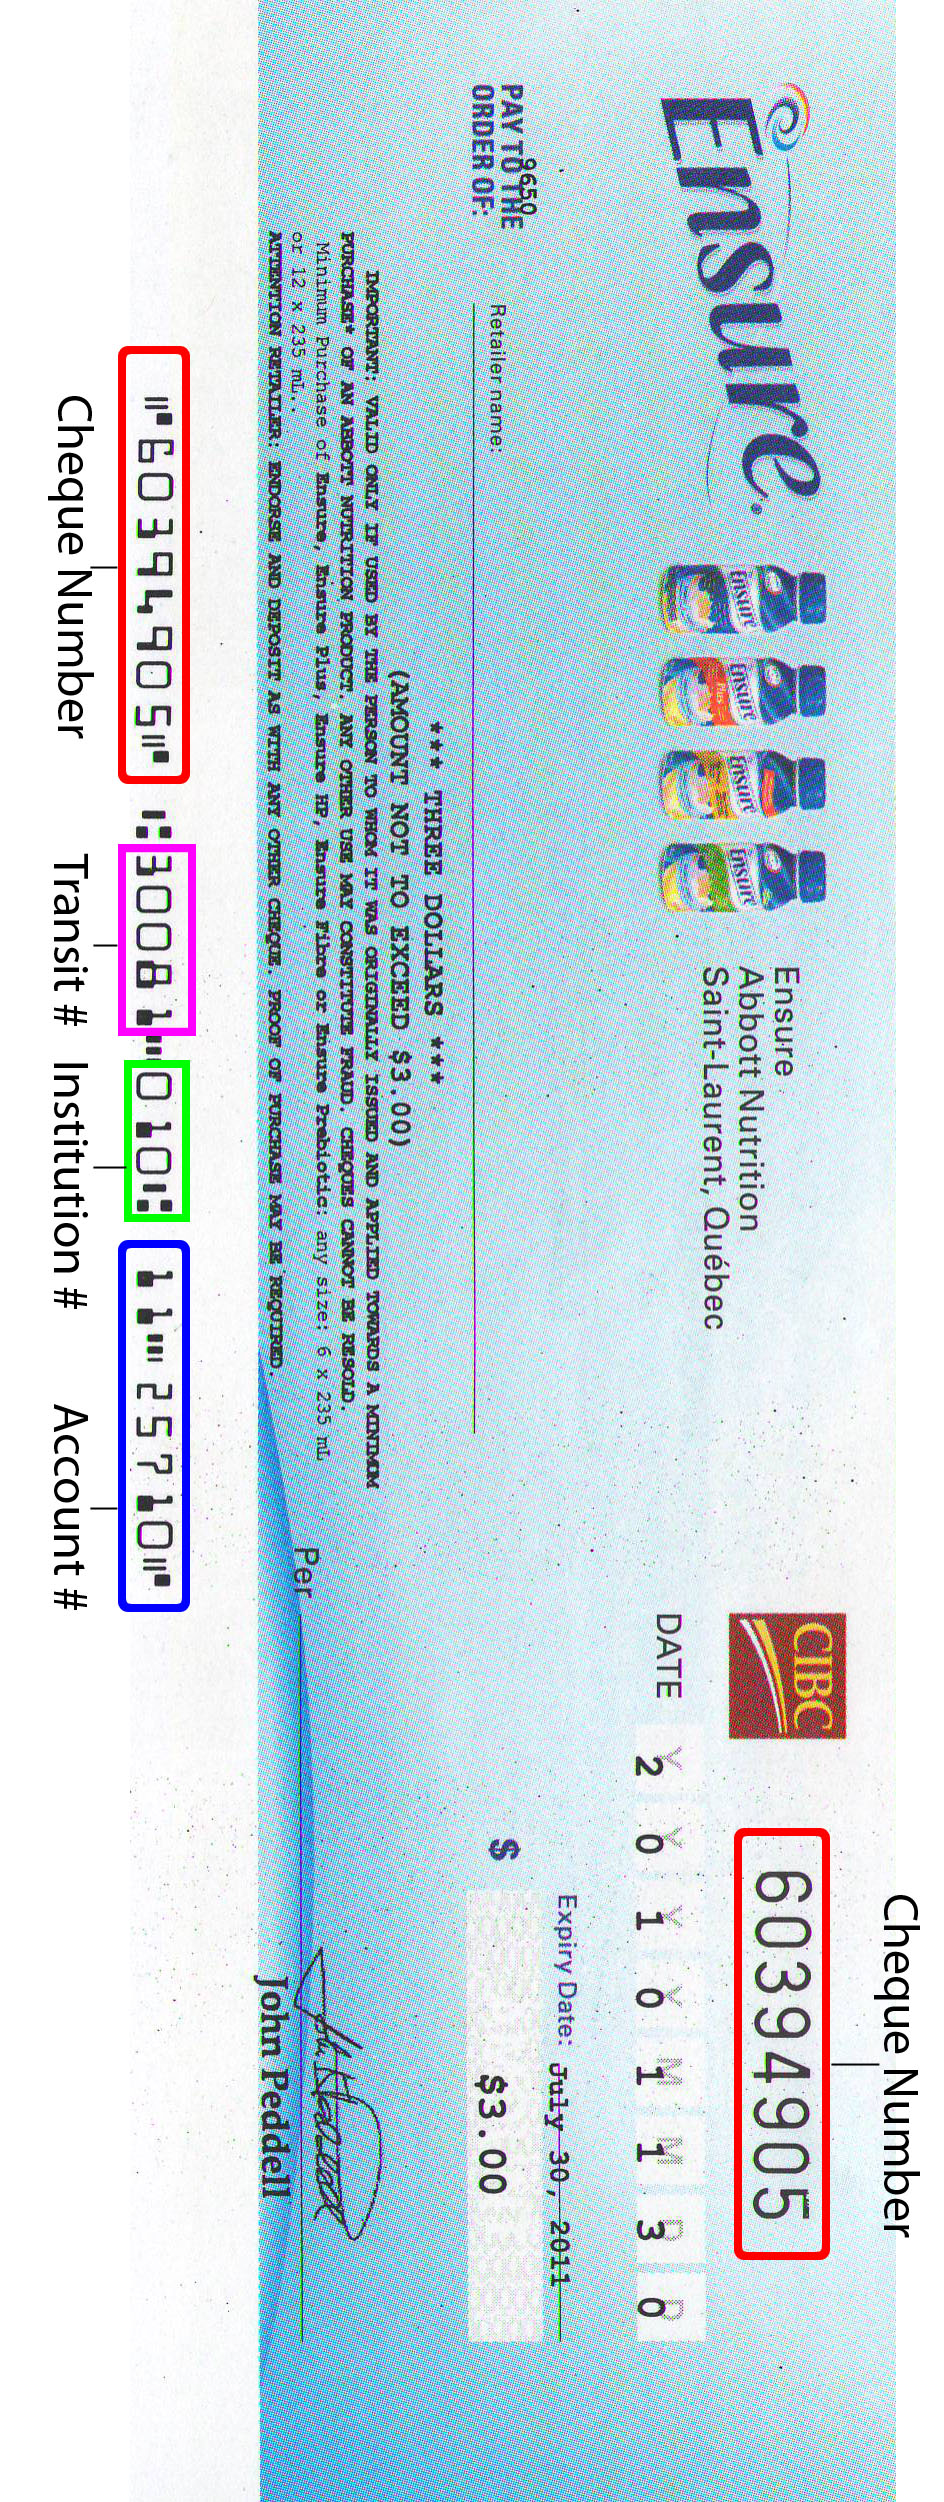 Cheque Number
Ensure®
Ensure
Abbott Nutrition
Saint-Laurent, Québec
CIBC
60394905
DATE 2 0 1 0 1 1 3 0
Y Y Y Y M M D D
9650
PAY TO THE
ORDER OF:
Retailer name:
Expiry Date: July 30, 2011
$ $3.00
*** THREE DOLLARS ***
(AMOUNT NOT TO EXCEED $3.00)
IMPORTANT: VALID ONLY IF USED BY THE PERSON TO WHOM IT WAS ORIGINALLY ISSUED AND APPLIED TOWARDS A MINIMUM
PURCHASE* OF AN ABBOTT NUTRITION PRODUCT. ANY OTHER USE MAY CONSTITUTE FRAUD. CHEQUES CANNOT BE RESOLD.
Minimum Purchase of Ensure, Ensure Plus, Ensure HP, Ensure Fibre or Ensure Prebiotic: any size: 6 x 235 mL
or 12 x 235 mL..
ATTENTION RETAILER: ENDORSE AND DEPOSIT AS WITH ANY OTHER CHEQUE. PROOF OF PURCHASE MAY BE REQUIRED.
Per
John Peddell
⑈60394905⑈ ⑆30081⑉010⑆ 11⑉25710⑈
Cheque Number
Transit #
Institution #
Account #